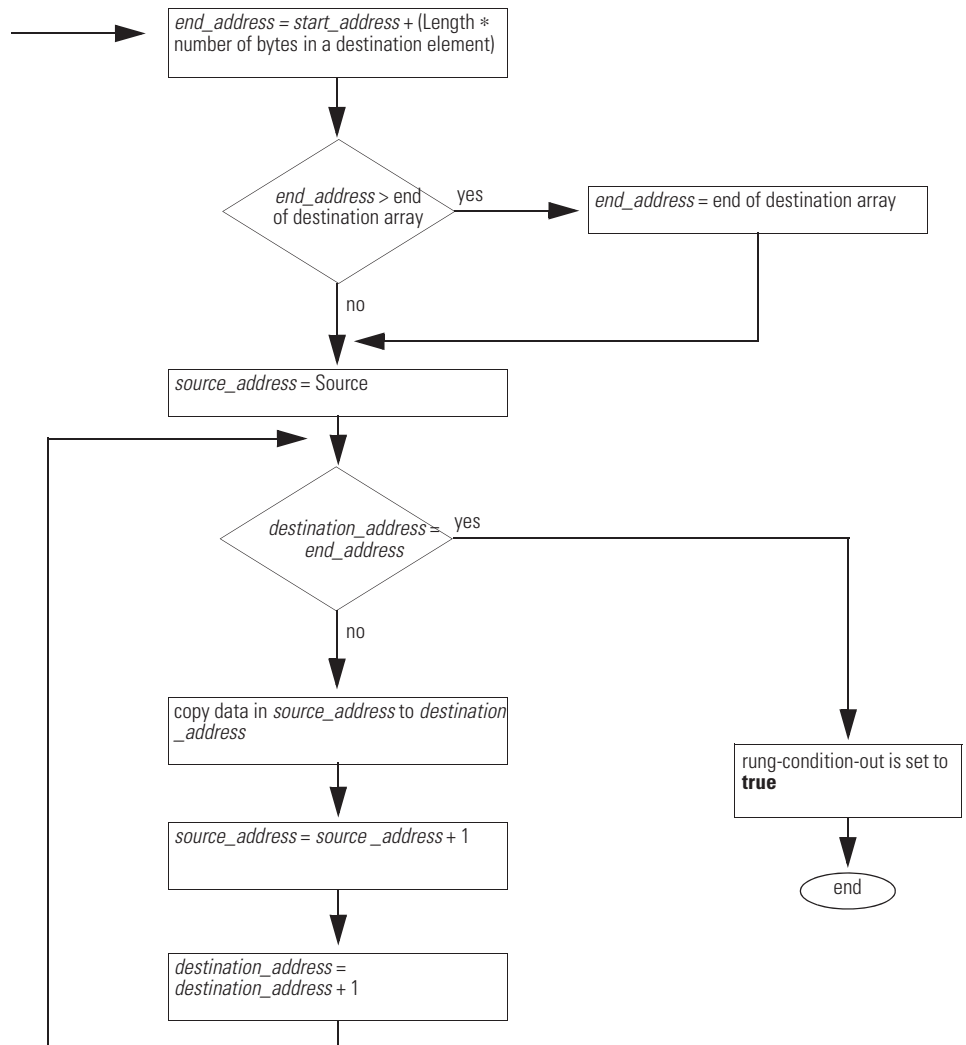 end_address = start_address + (Length *
number of bytes in a destination element)
end_address > end
of destination array
yes
end_address = end of destination array
no
source_address = Source
destination_address =
end_address
yes
no
copy data in source_address to destination
_address
rung-condition-out is set to
true
source_address = source _address + 1
end
destination_address =
destination_address + 1